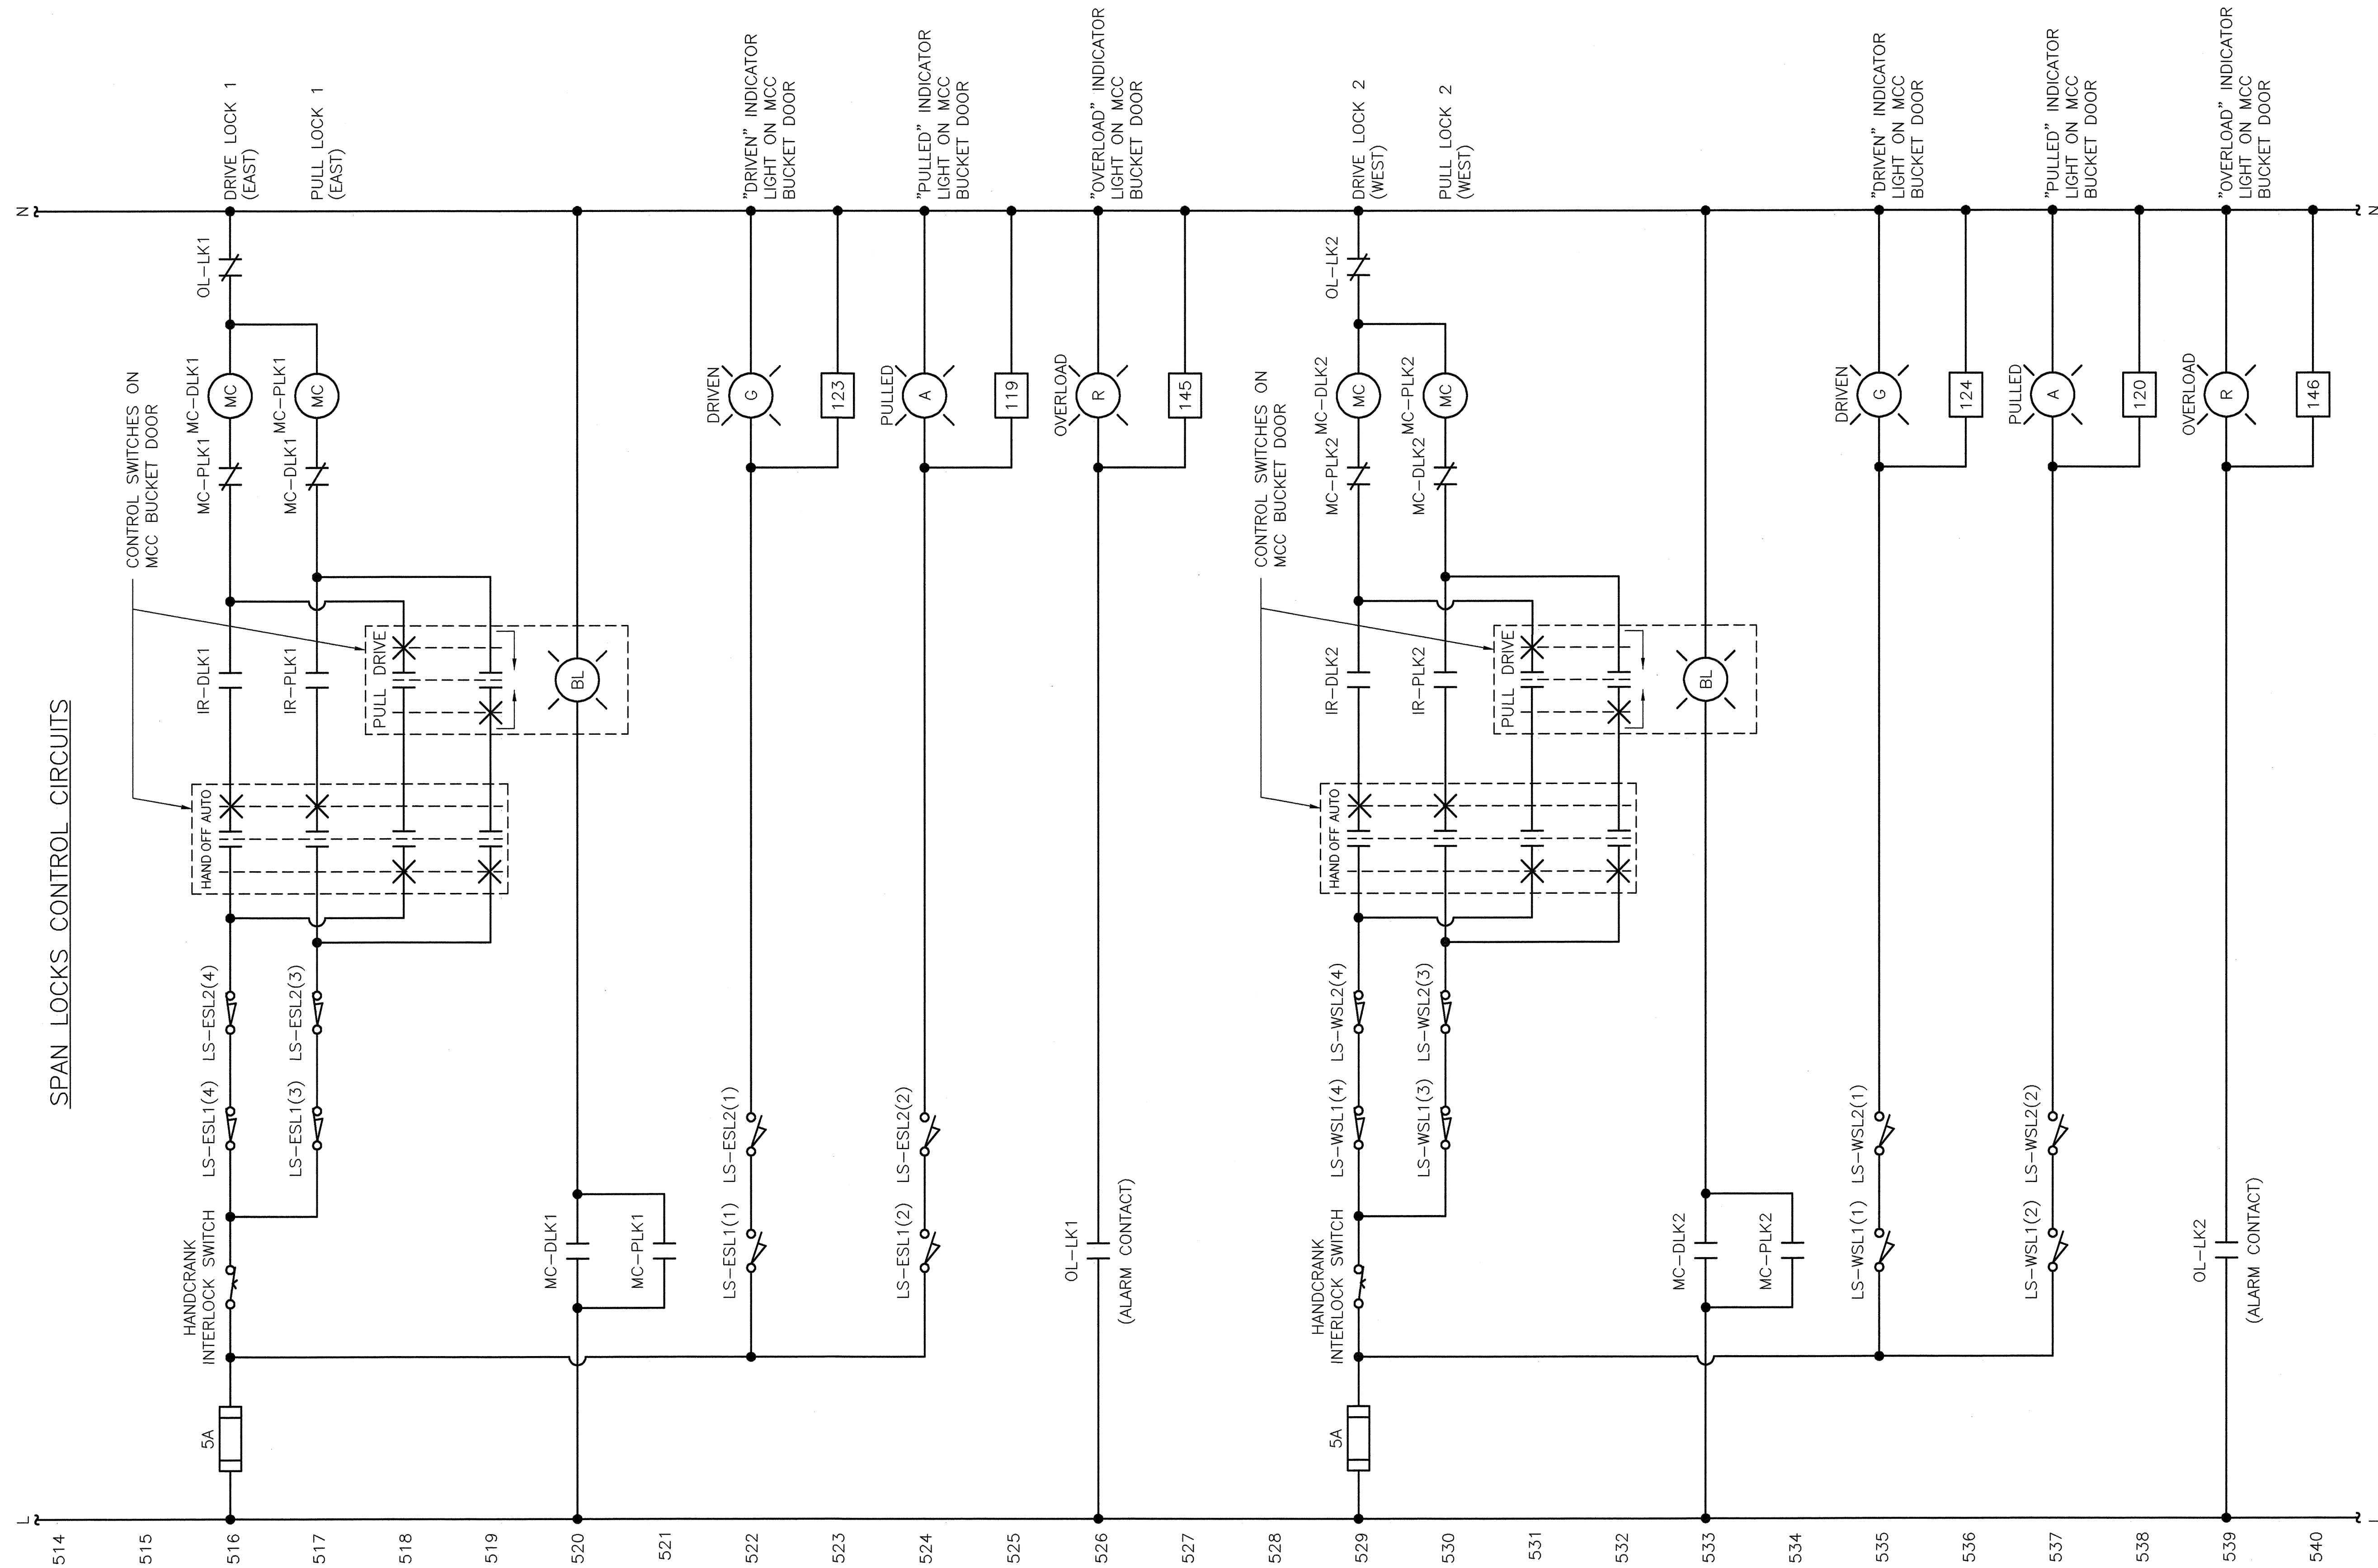 SPAN LOCKS CONTROL CIRCUITS
L
N
514
515
CONTROL SWITCHES ON
MCC BUCKET DOOR
516
5A
HANDCRANK
INTERLOCK SWITCH
LS-ESL1(4)
LS-ESL2(4)
HAND OFF AUTO
IR-DLK1
MC-PLK1
MC-DLK1
MC
OL-LK1
DRIVE LOCK 1
(EAST)
517
LS-ESL1(3)
LS-ESL2(3)
IR-PLK1
MC-DLK1
MC-PLK1
MC
PULL LOCK 1
(EAST)
518
PULL DRIVE
519
520
MC-DLK1
BL
521
MC-PLK1
522
LS-ESL1(1)
LS-ESL2(1)
DRIVEN
G
"DRIVEN" INDICATOR
LIGHT ON MCC
BUCKET DOOR
523
123
524
LS-ESL1(2)
LS-ESL2(2)
PULLED
A
"PULLED" INDICATOR
LIGHT ON MCC
BUCKET DOOR
525
119
526
OL-LK1
(ALARM CONTACT)
OVERLOAD
R
"OVERLOAD" INDICATOR
LIGHT ON MCC
BUCKET DOOR
527
145
528
CONTROL SWITCHES ON
MCC BUCKET DOOR
529
5A
HANDCRANK
INTERLOCK SWITCH
LS-WSL1(4)
LS-WSL2(4)
HAND OFF AUTO
IR-DLK2
MC-PLK2
MC-DLK2
MC
OL-LK2
DRIVE LOCK 2
(WEST)
530
LS-WSL1(3)
LS-WSL2(3)
IR-PLK2
MC-DLK2
MC-PLK2
MC
PULL LOCK 2
(WEST)
531
PULL DRIVE
532
533
MC-DLK2
BL
534
MC-PLK2
535
LS-WSL1(1)
LS-WSL2(1)
DRIVEN
G
"DRIVEN" INDICATOR
LIGHT ON MCC
BUCKET DOOR
536
124
537
LS-WSL1(2)
LS-WSL2(2)
PULLED
A
"PULLED" INDICATOR
LIGHT ON MCC
BUCKET DOOR
538
120
539
OL-LK2
(ALARM CONTACT)
OVERLOAD
R
"OVERLOAD" INDICATOR
LIGHT ON MCC
BUCKET DOOR
540
146
L
N